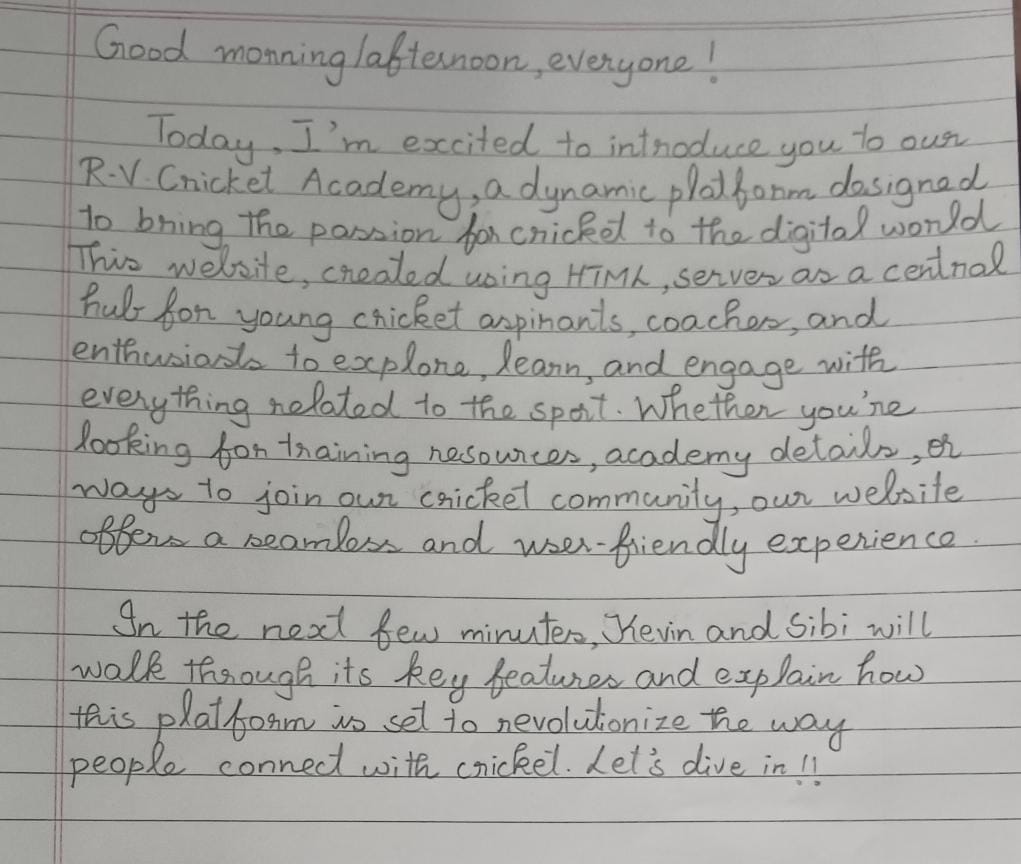 Good morning/afternoon, everyone!
Today, I'm excited to introduce you to our
R.V. Cricket Academy, a dynamic platform dasigned
to bring the passion for cricket to the digital world
This website, created using HTML, serves as a central
hub for young cricket aspirants, coaches, and
enthusiasts to explore, learn, and engage with
everything related to the sport. Whether you're
looking for training resources, academy details, or
ways to join our cricket community, our website
offers a seamless and user-friendly experience.
In the next few minutes, Kevin and Sibi will
walk through its key features and explain how
this platform is set to revolutionize the way
people connect with cricket. Let's dive in!!